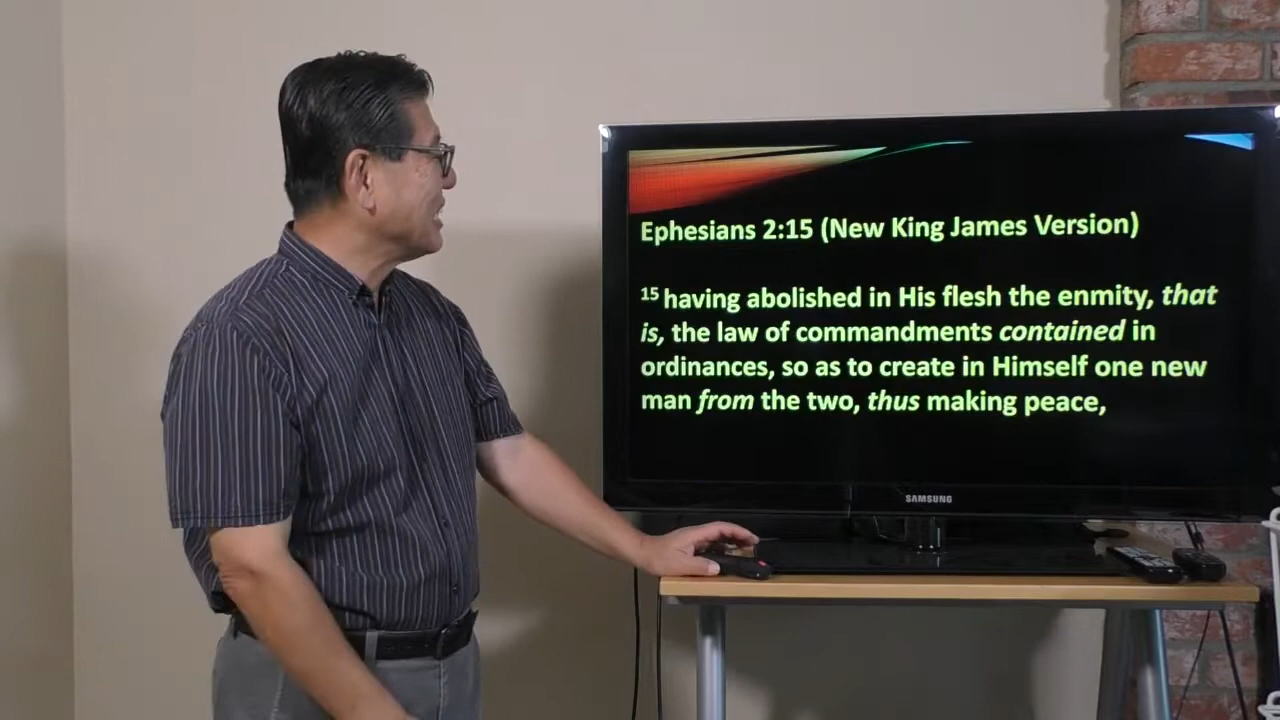 Ephesians 2:15 (New King James Version)
15 having abolished in His flesh the enmity, that
is, the law of commandments contained in
ordinances, so as to create in Himself one new
man from the two, thus making peace,
SAMSUNG